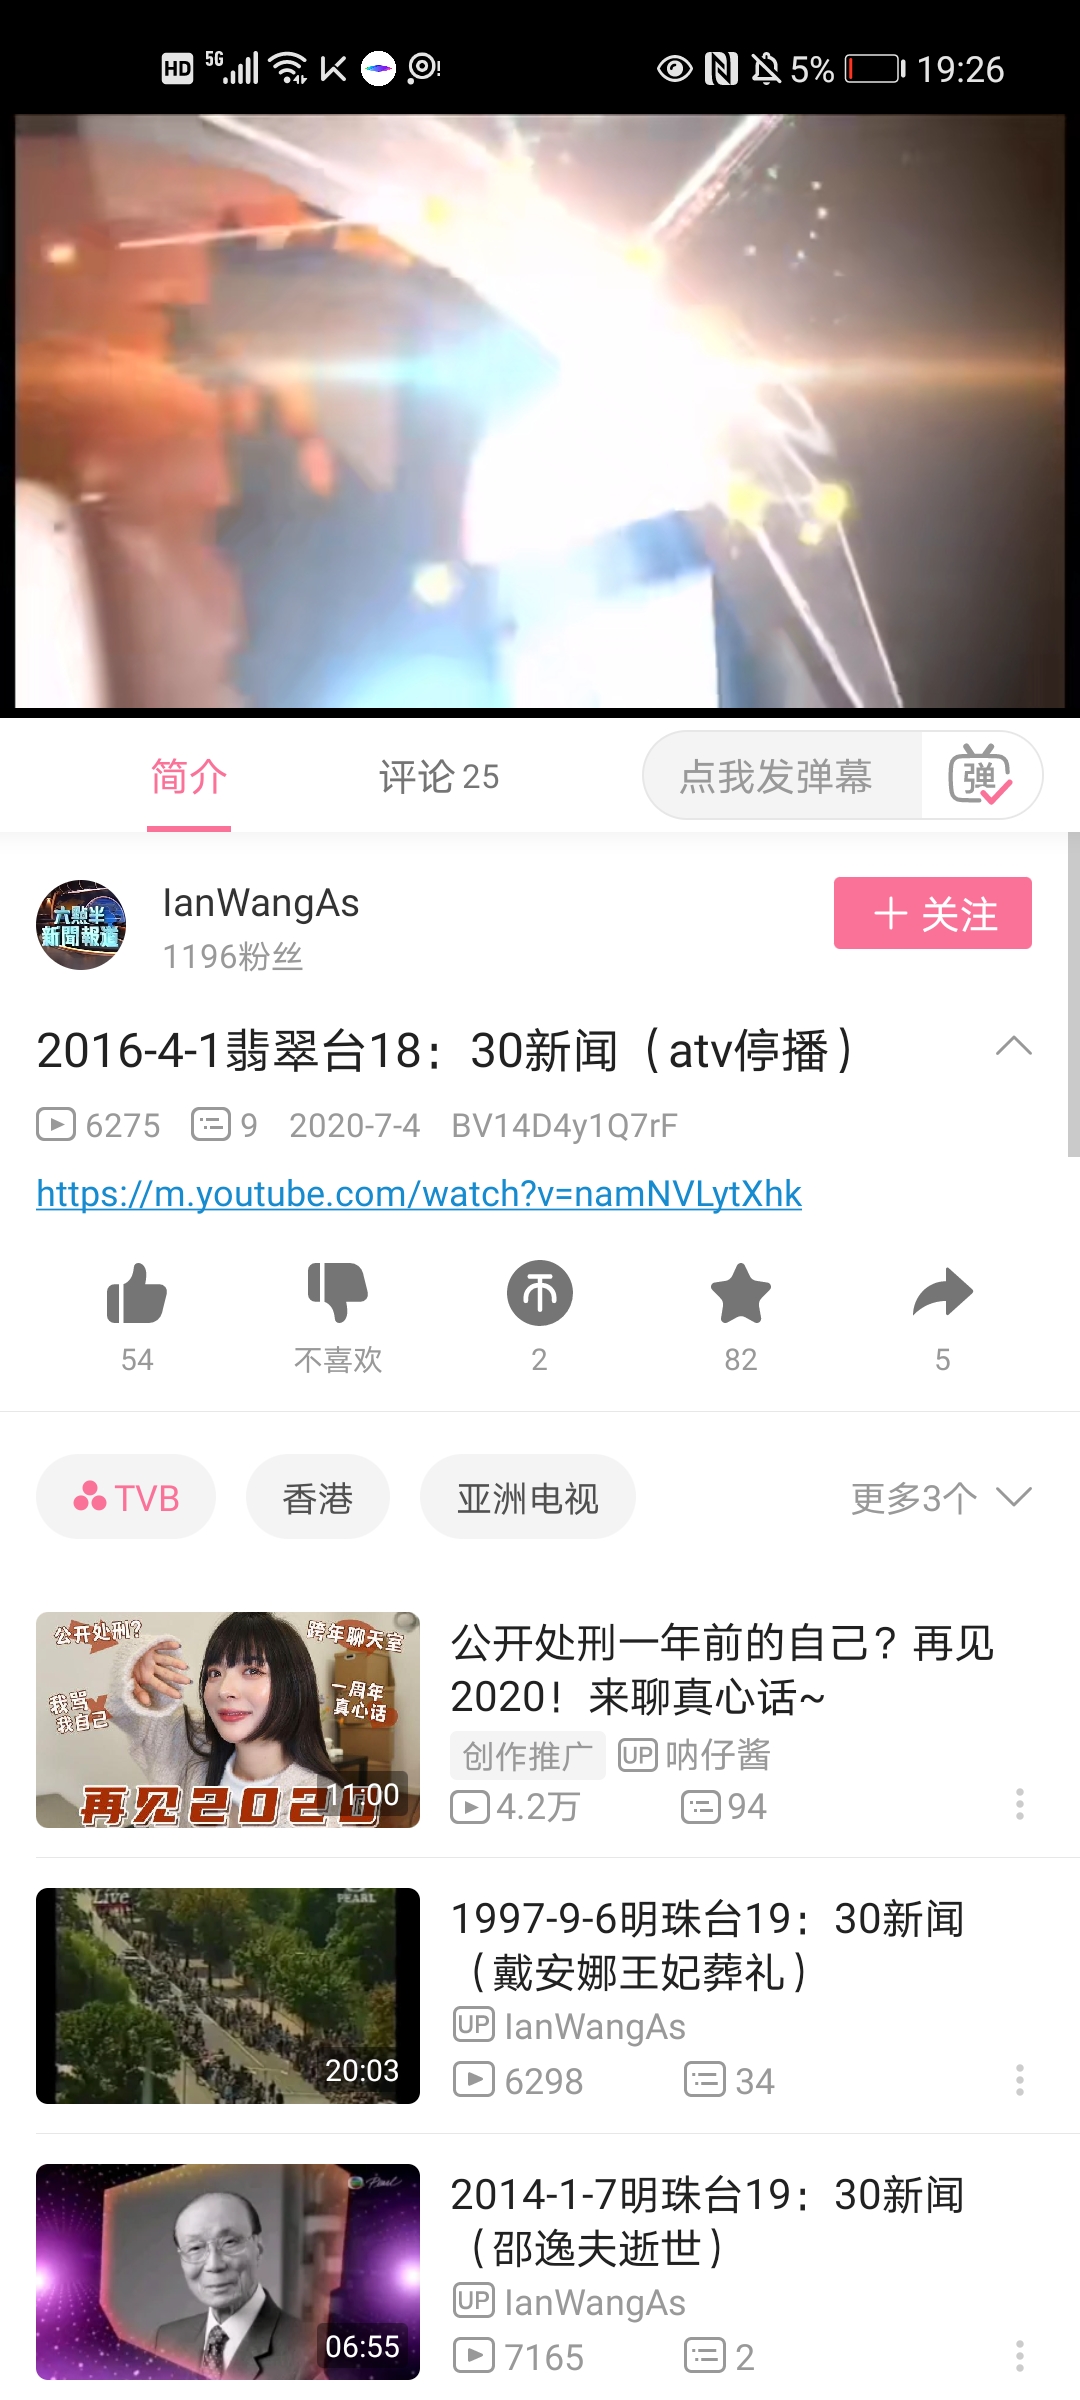 HD 5G 5% 19:26
简介 评论 25 点我发弹幕 弹
六點半
新聞報道
IanWangAs
1196粉丝
+ 关注
2016-4-1翡翠台18：30新闻（atv停播）
6275 9 2020-7-4 BV14D4y1Q7rF
https://m.youtube.com/watch?v=namNVLytXhk
54 不喜欢 2 82 5
TVB 香港 亚洲电视 更多3个
公开处刑?
跨年聊天室
我骂
我自己
一周年
真心话
再见2020
11:00
公开处刑一年前的自己？再见
2020！来聊真心话~
创作推广 UP 呐仔酱
4.2万 94
Live
PEARL
20:03
1997-9-6明珠台19：30新闻
（戴安娜王妃葬礼）
UP IanWangAs
6298 34
Pearl
06:55
2014-1-7明珠台19：30新闻
（邵逸夫逝世）
UP IanWangAs
7165 2